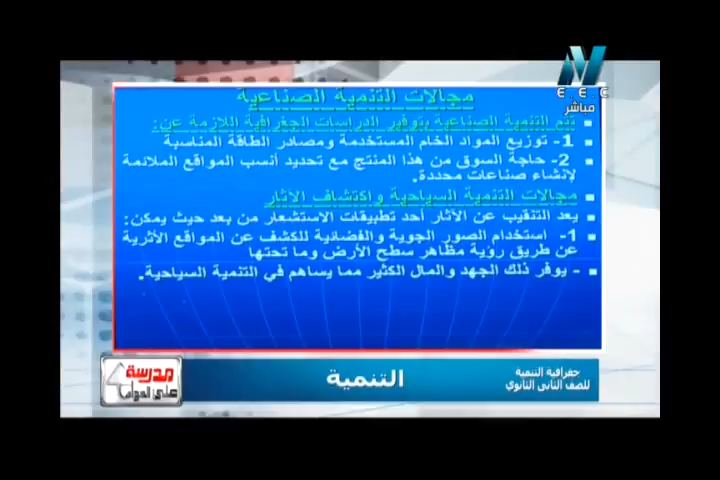 مجالات التنمية الصناعية
تتم التنمية الصناعية بتوفير الدراسات الجغرافية اللازمة عن:
1- توزيع المواد الخام المستخدمة ومصادر الطاقة المناسبة
2- حاجة السوق من هذا المنتج مع تحديد أنسب المواقع الملائمة
لإنشاء صناعات محددة.
مجالات التنمية السياحية وإكتشاف الآثار
يعد التنقيب عن الآثار أحد تطبيقات الاستشعار من بعد حيث يمكن:
1- استخدام الصور الجوية والفضائية للكشف عن المواقع الأثرية
عن طريق رؤية مظاهر سطح الأرض وما تحتها
- يوفر ذلك الجهد والمال الكثير مما يساهم في التنمية السياحية.
E . E . C
مباشر
جغرافية التنمية
للصف الثانى الثانوي
التنمية
مدرسة
على الهواء